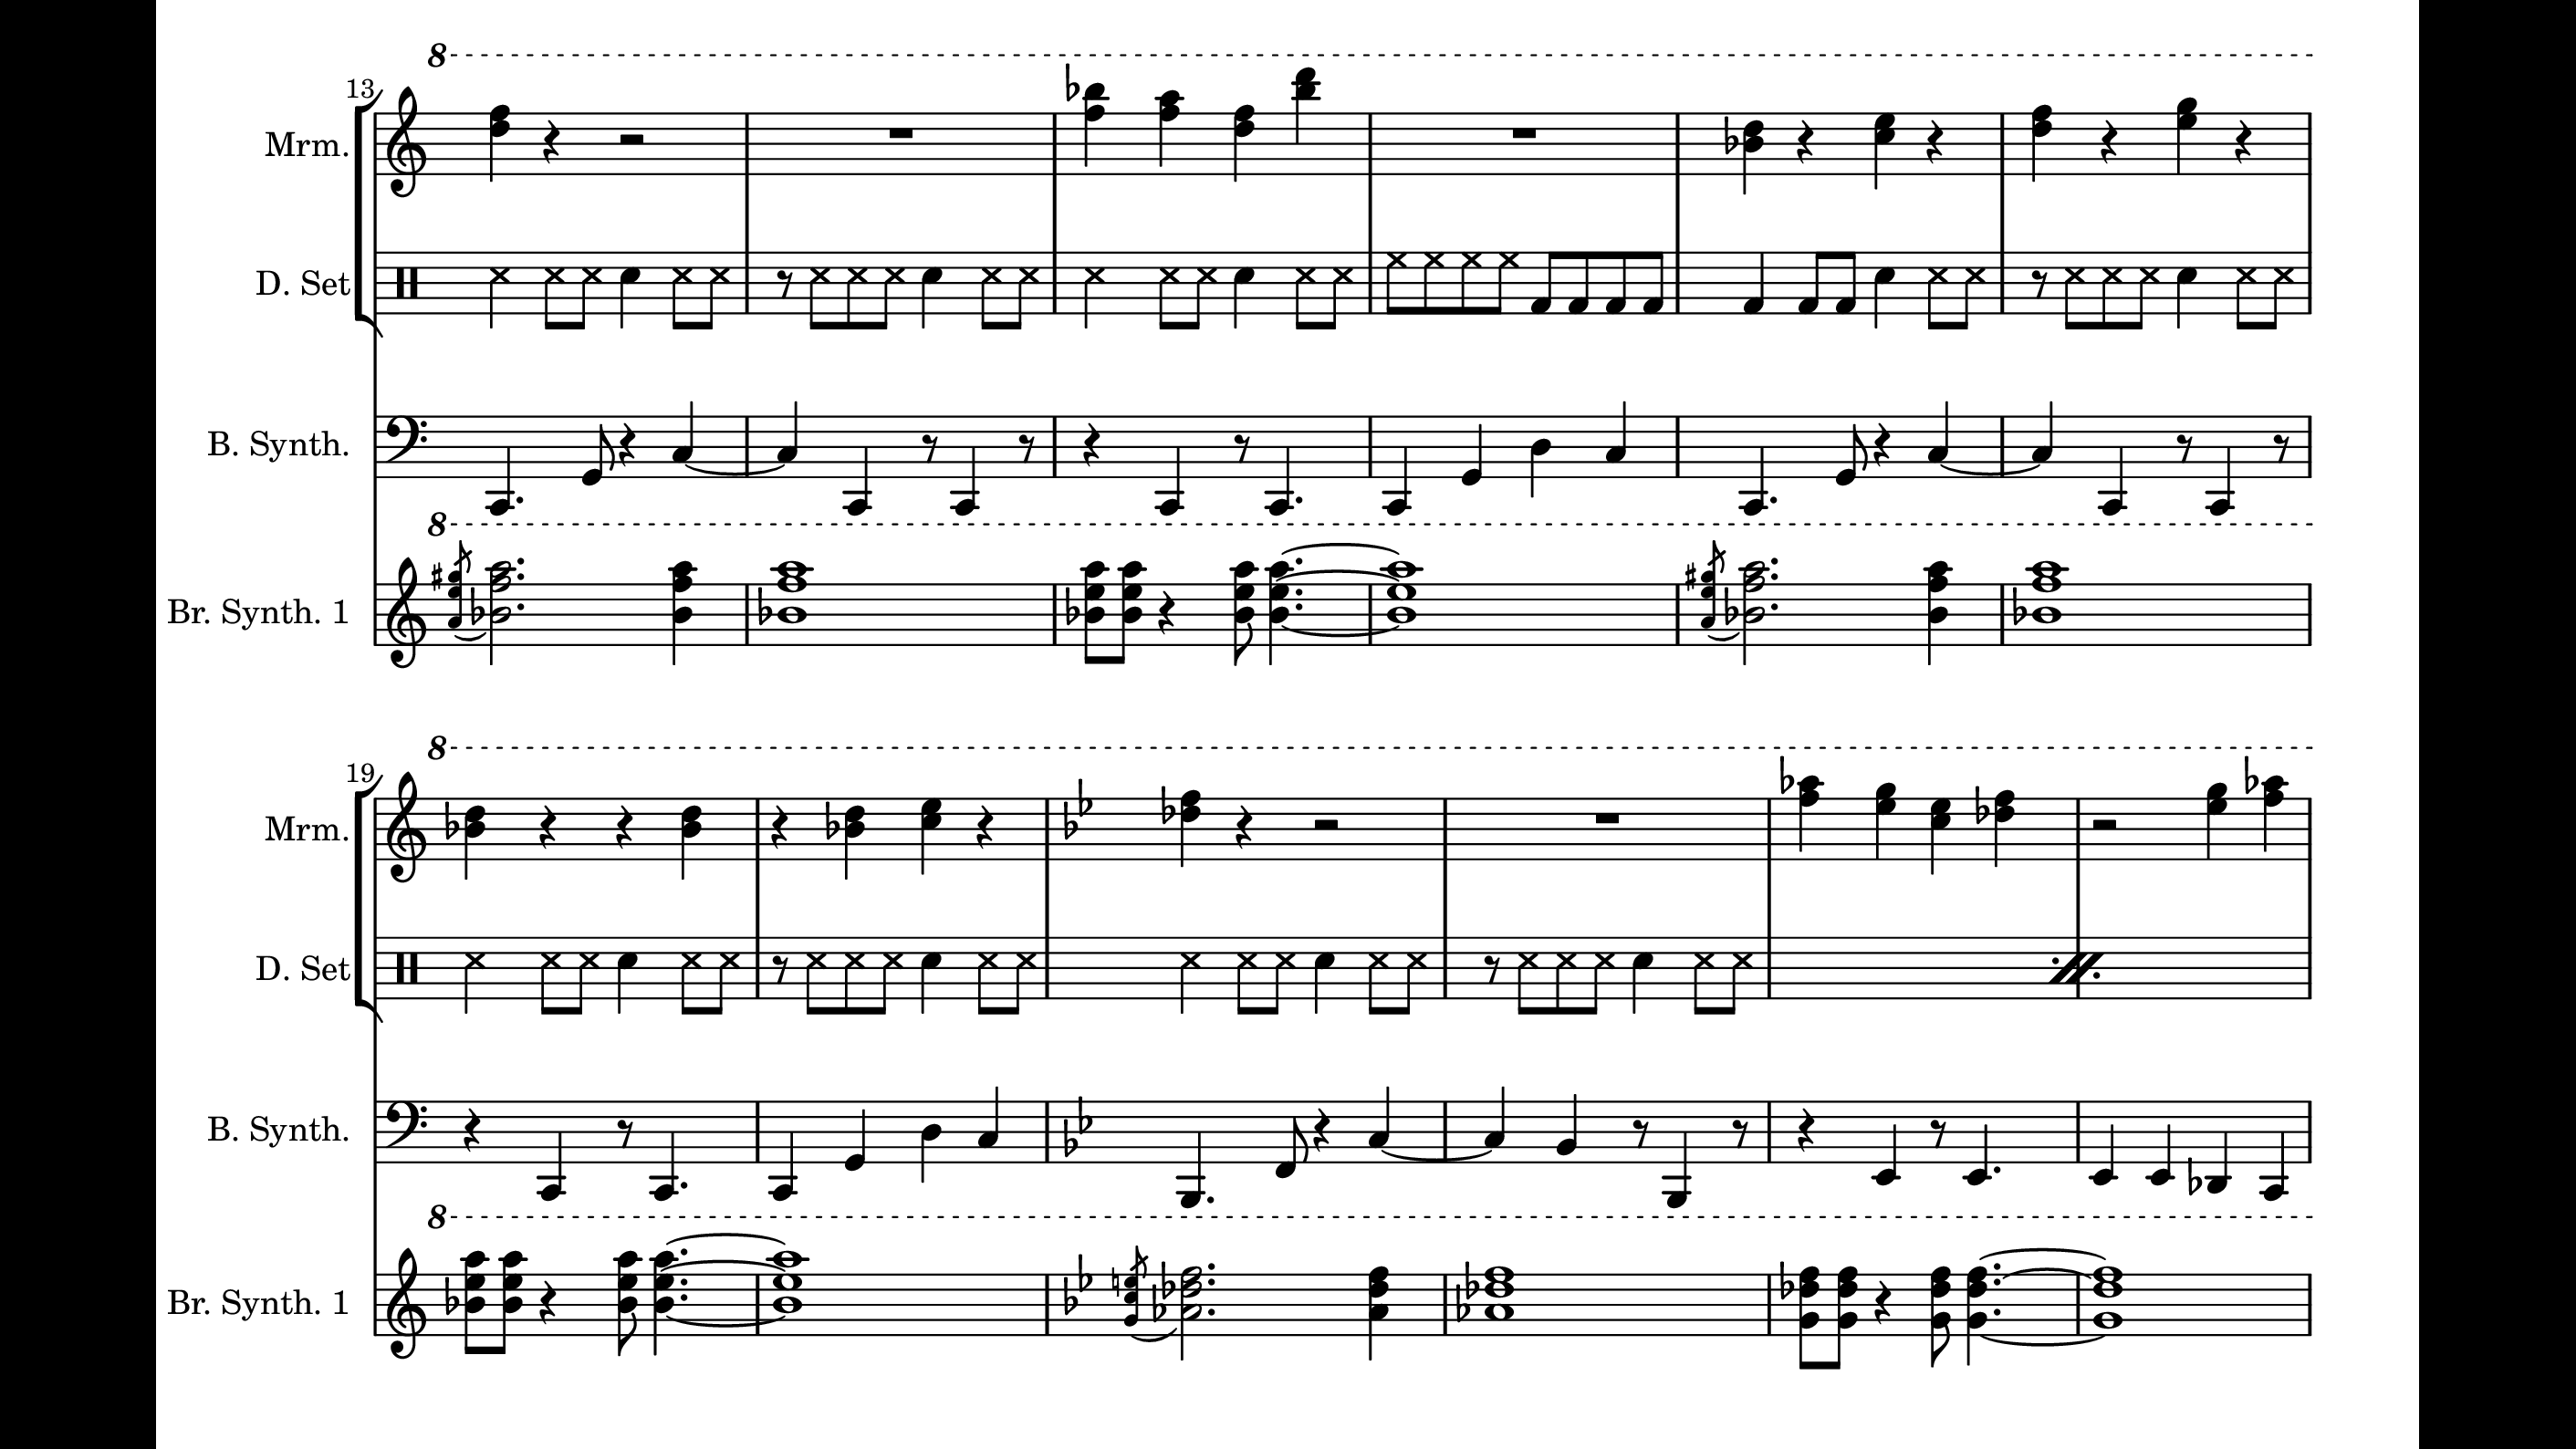 8
13
Mrm.
D. Set
B. Synth.
8
Br. Synth. 1
8
19
Mrm.
D. Set
B. Synth.
8
Br. Synth. 1